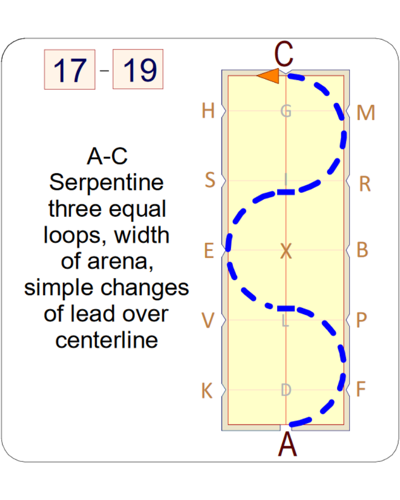 17 - 19
A-C
Serpentine
three equal
loops, width
of arena,
simple changes
of lead over
centerline
C
H G M
S I R
E X B
V L P
K D F
A